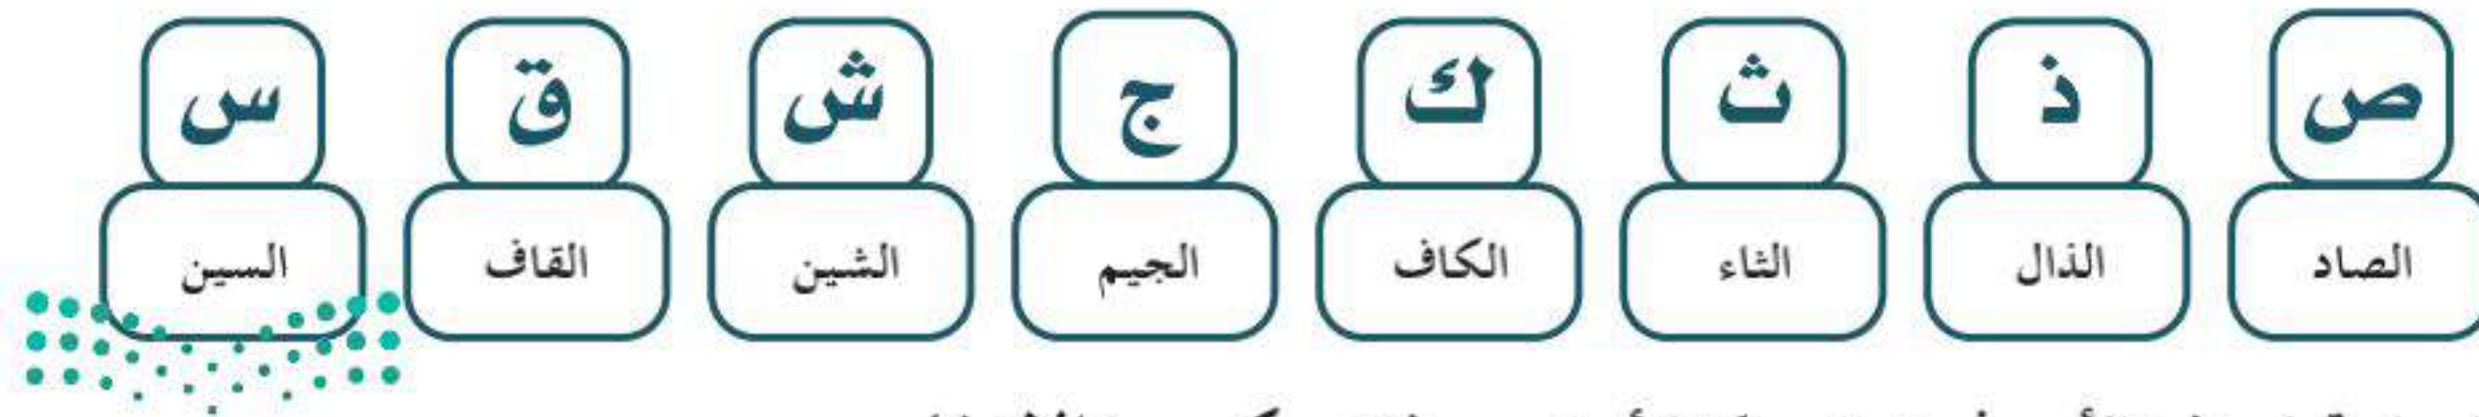 ص ذ ث ك ج ش ق س
الصاد الذال الثاء الكاف الجيم الشين القاف السين